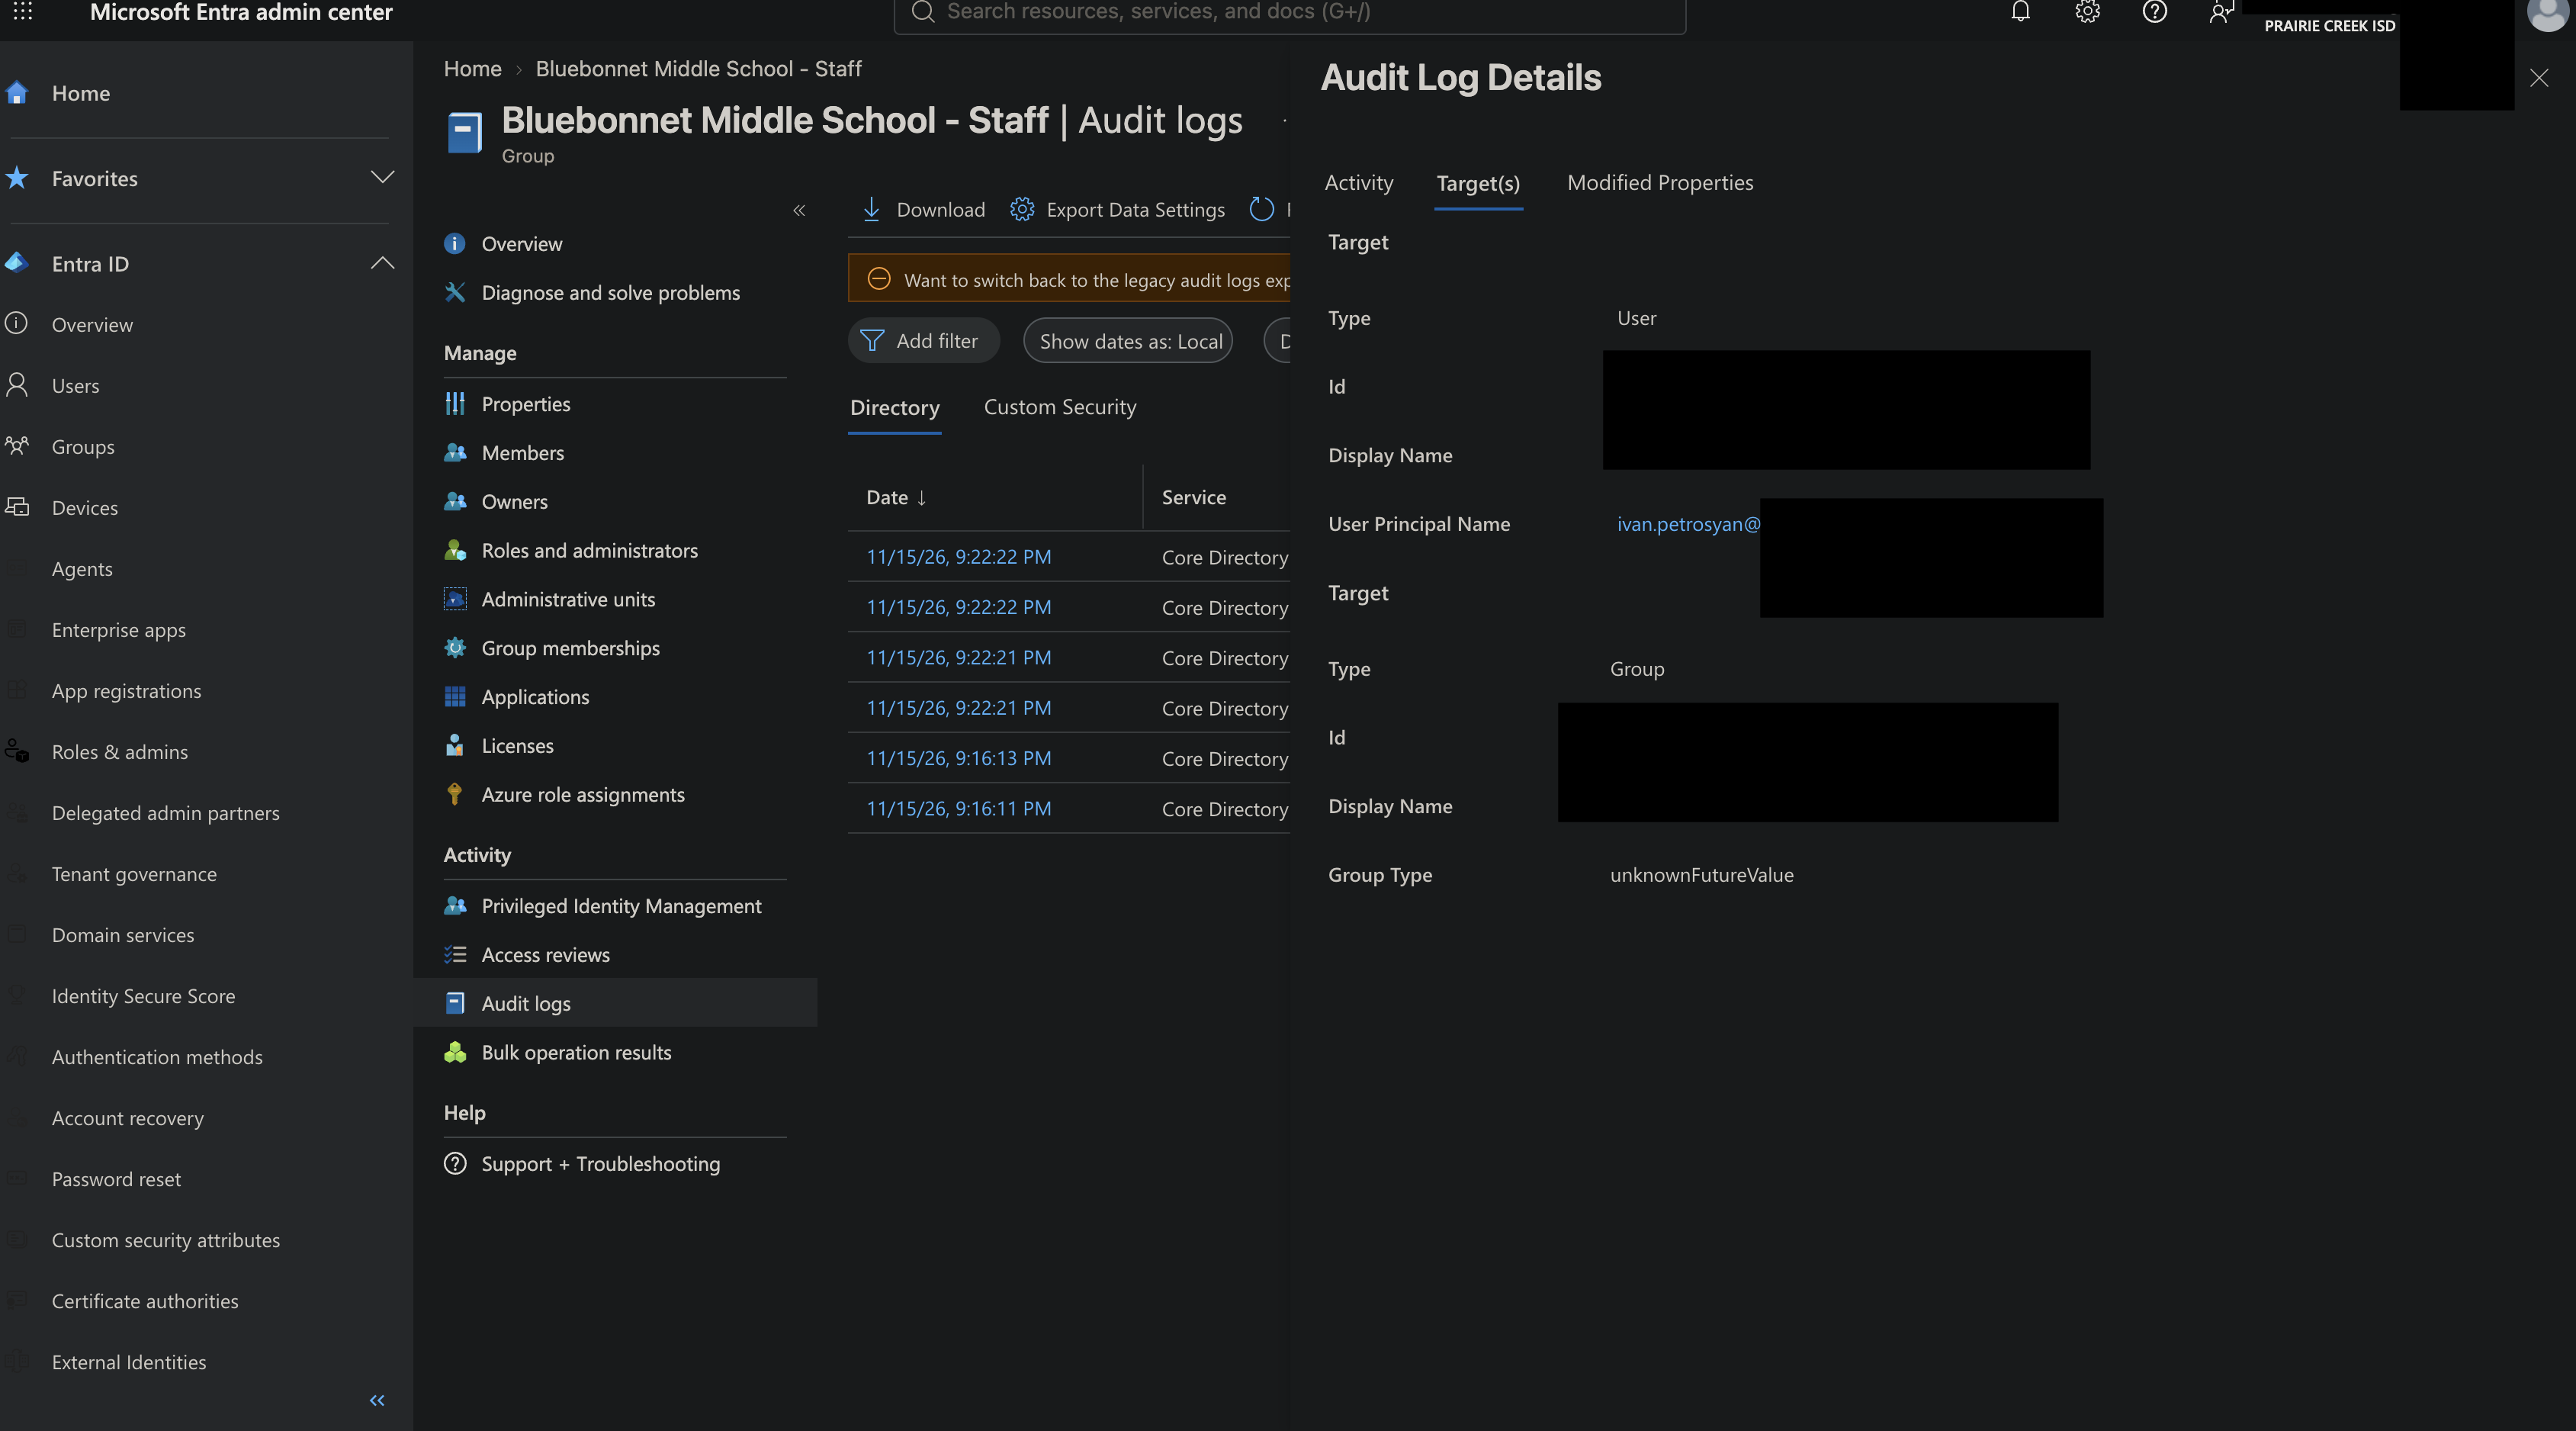 Microsoft Entra admin center
Search resources, services, and docs (G+/)
PRAIRIE CREEK ISD
Home
Favorites
Entra ID
Overview
Users
Groups
Devices
Agents
Enterprise apps
App registrations
Roles & admins
Delegated admin partners
Tenant governance
Domain services
Identity Secure Score
Authentication methods
Account recovery
Password reset
Custom security attributes
Certificate authorities
External Identities
Home > Bluebonnet Middle School - Staff
Bluebonnet Middle School - Staff | Audit logs
Group
Overview
Diagnose and solve problems
Manage
Properties
Members
Owners
Roles and administrators
Administrative units
Group memberships
Applications
Licenses
Azure role assignments
Activity
Privileged Identity Management
Access reviews
Audit logs
Bulk operation results
Help
Support + Troubleshooting
Download Export Data Settings
Want to switch back to the legacy audit logs exp
Add filter Show dates as: Local D
Directory Custom Security
Date ↓ Service
11/15/26, 9:22:22 PM Core Directory
11/15/26, 9:22:22 PM Core Directory
11/15/26, 9:22:21 PM Core Directory
11/15/26, 9:22:21 PM Core Directory
11/15/26, 9:16:13 PM Core Directory
11/15/26, 9:16:11 PM Core Directory
Audit Log Details
Activity Target(s) Modified Properties
Target
Type User
Id
Display Name
User Principal Name ivan.petrosyan@
Target
Type Group
Id
Display Name
Group Type unknownFutureValue